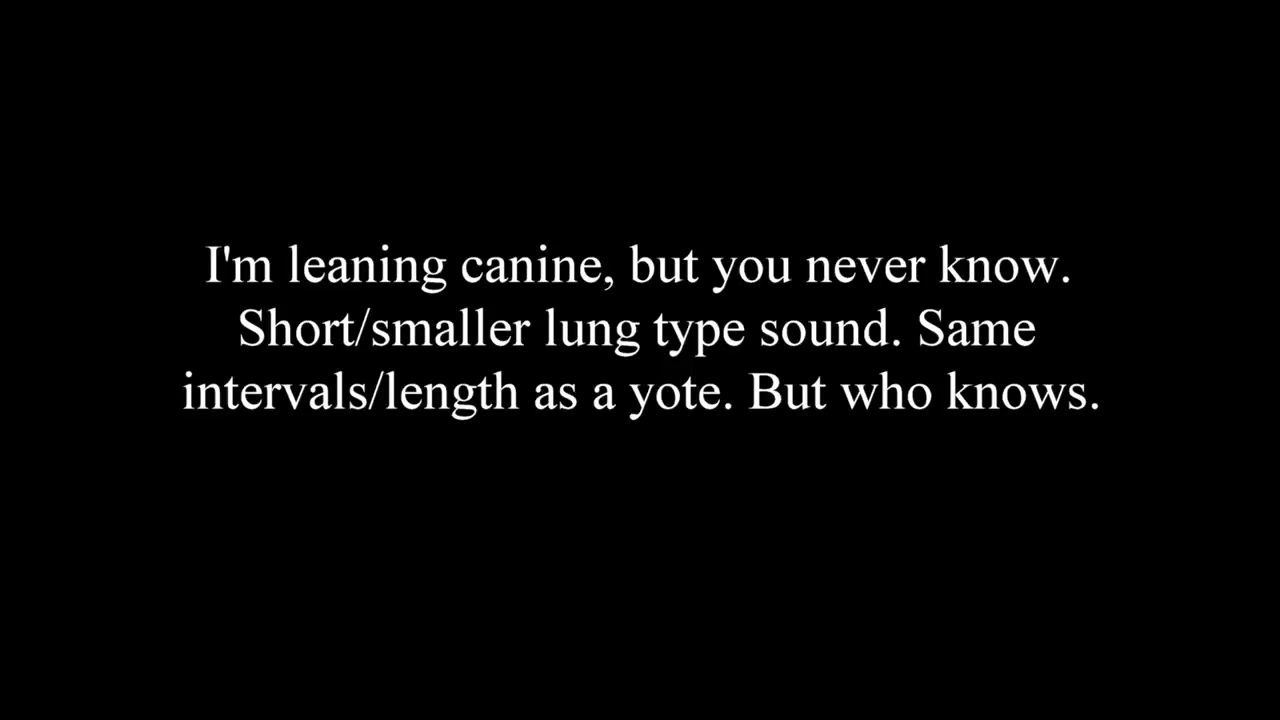 I'm leaning canine, but you never know.
Short/smaller lung type sound. Same
intervals/length as a yote. But who knows.